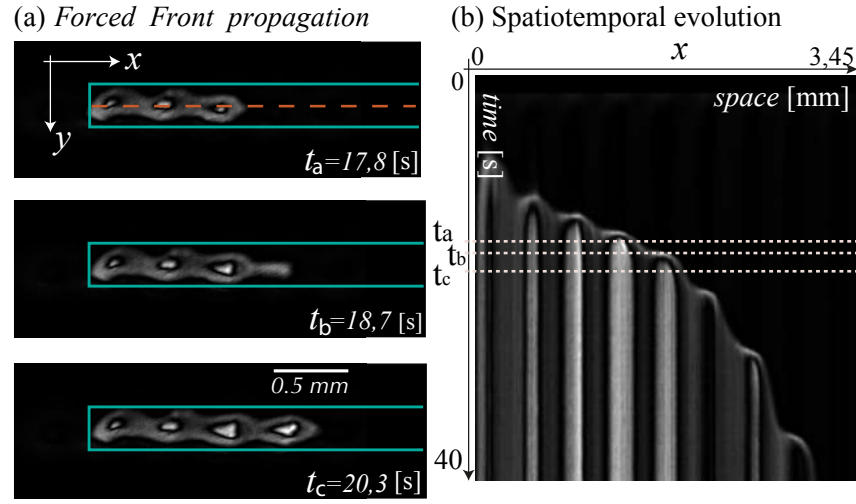 (a) Forced Front propagation
x
y
ta=17,8 [s]
tb=18,7 [s]
0.5 mm
tc=20,3 [s]
(b) Spatiotemporal evolution
0 x 3,45
0
space [mm]
time [s]
ta
tb
tc
40